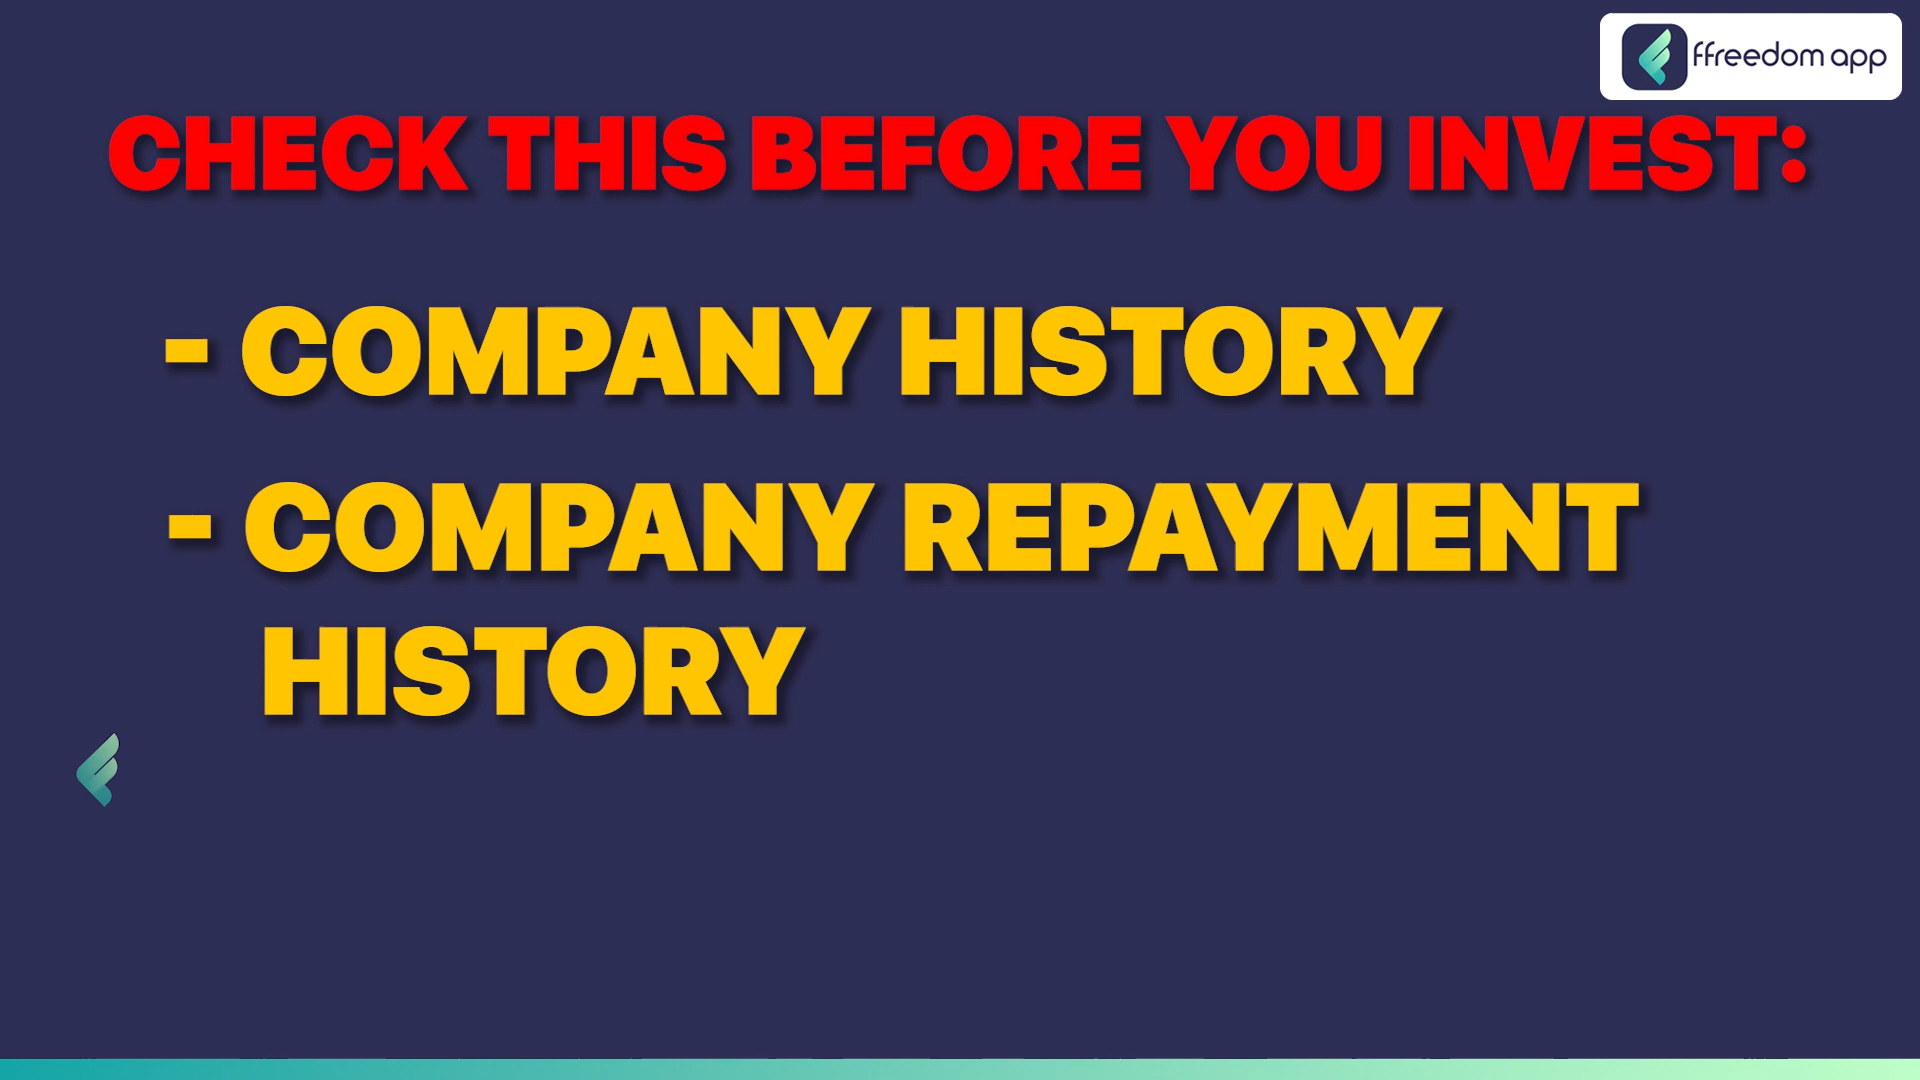 ffreedom app
CHECK THIS BEFORE YOU INVEST:
- COMPANY HISTORY
- COMPANY REPAYMENT
HISTORY